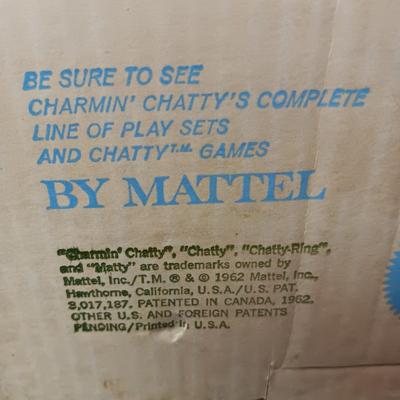 BE SURE TO SEE
CHARMIN' CHATTY'S COMPLETE
LINE OF PLAY SETS
AND CHATTY™ GAMES
BY MATTEL
"Charmin' Chatty", "Chatty", "Chatty-Ring",
and "Matty" are trademarks owned by
Mattel, Inc./T.M. ® & © 1962 Mattel, Inc.,
Hawthorne, California, U.S.A./U.S. PAT.
3,017,187. PATENTED IN CANADA, 1962.
OTHER U.S. AND FOREIGN PATENTS
PENDING/Printed in U.S.A.